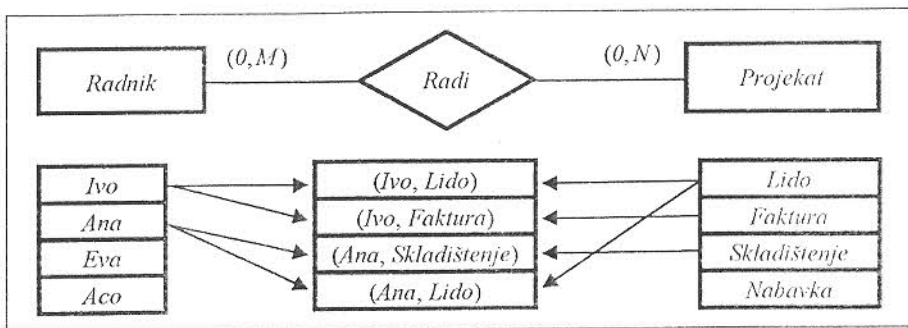 Radnik (0,M) Radi (0,N) Projekat
Ivo (Ivo, Lido) Lido
Ana (Ivo, Faktura) Faktura
Eva (Ana, Skladištenje) Skladištenje
Aco (Ana, Lido) Nabavka